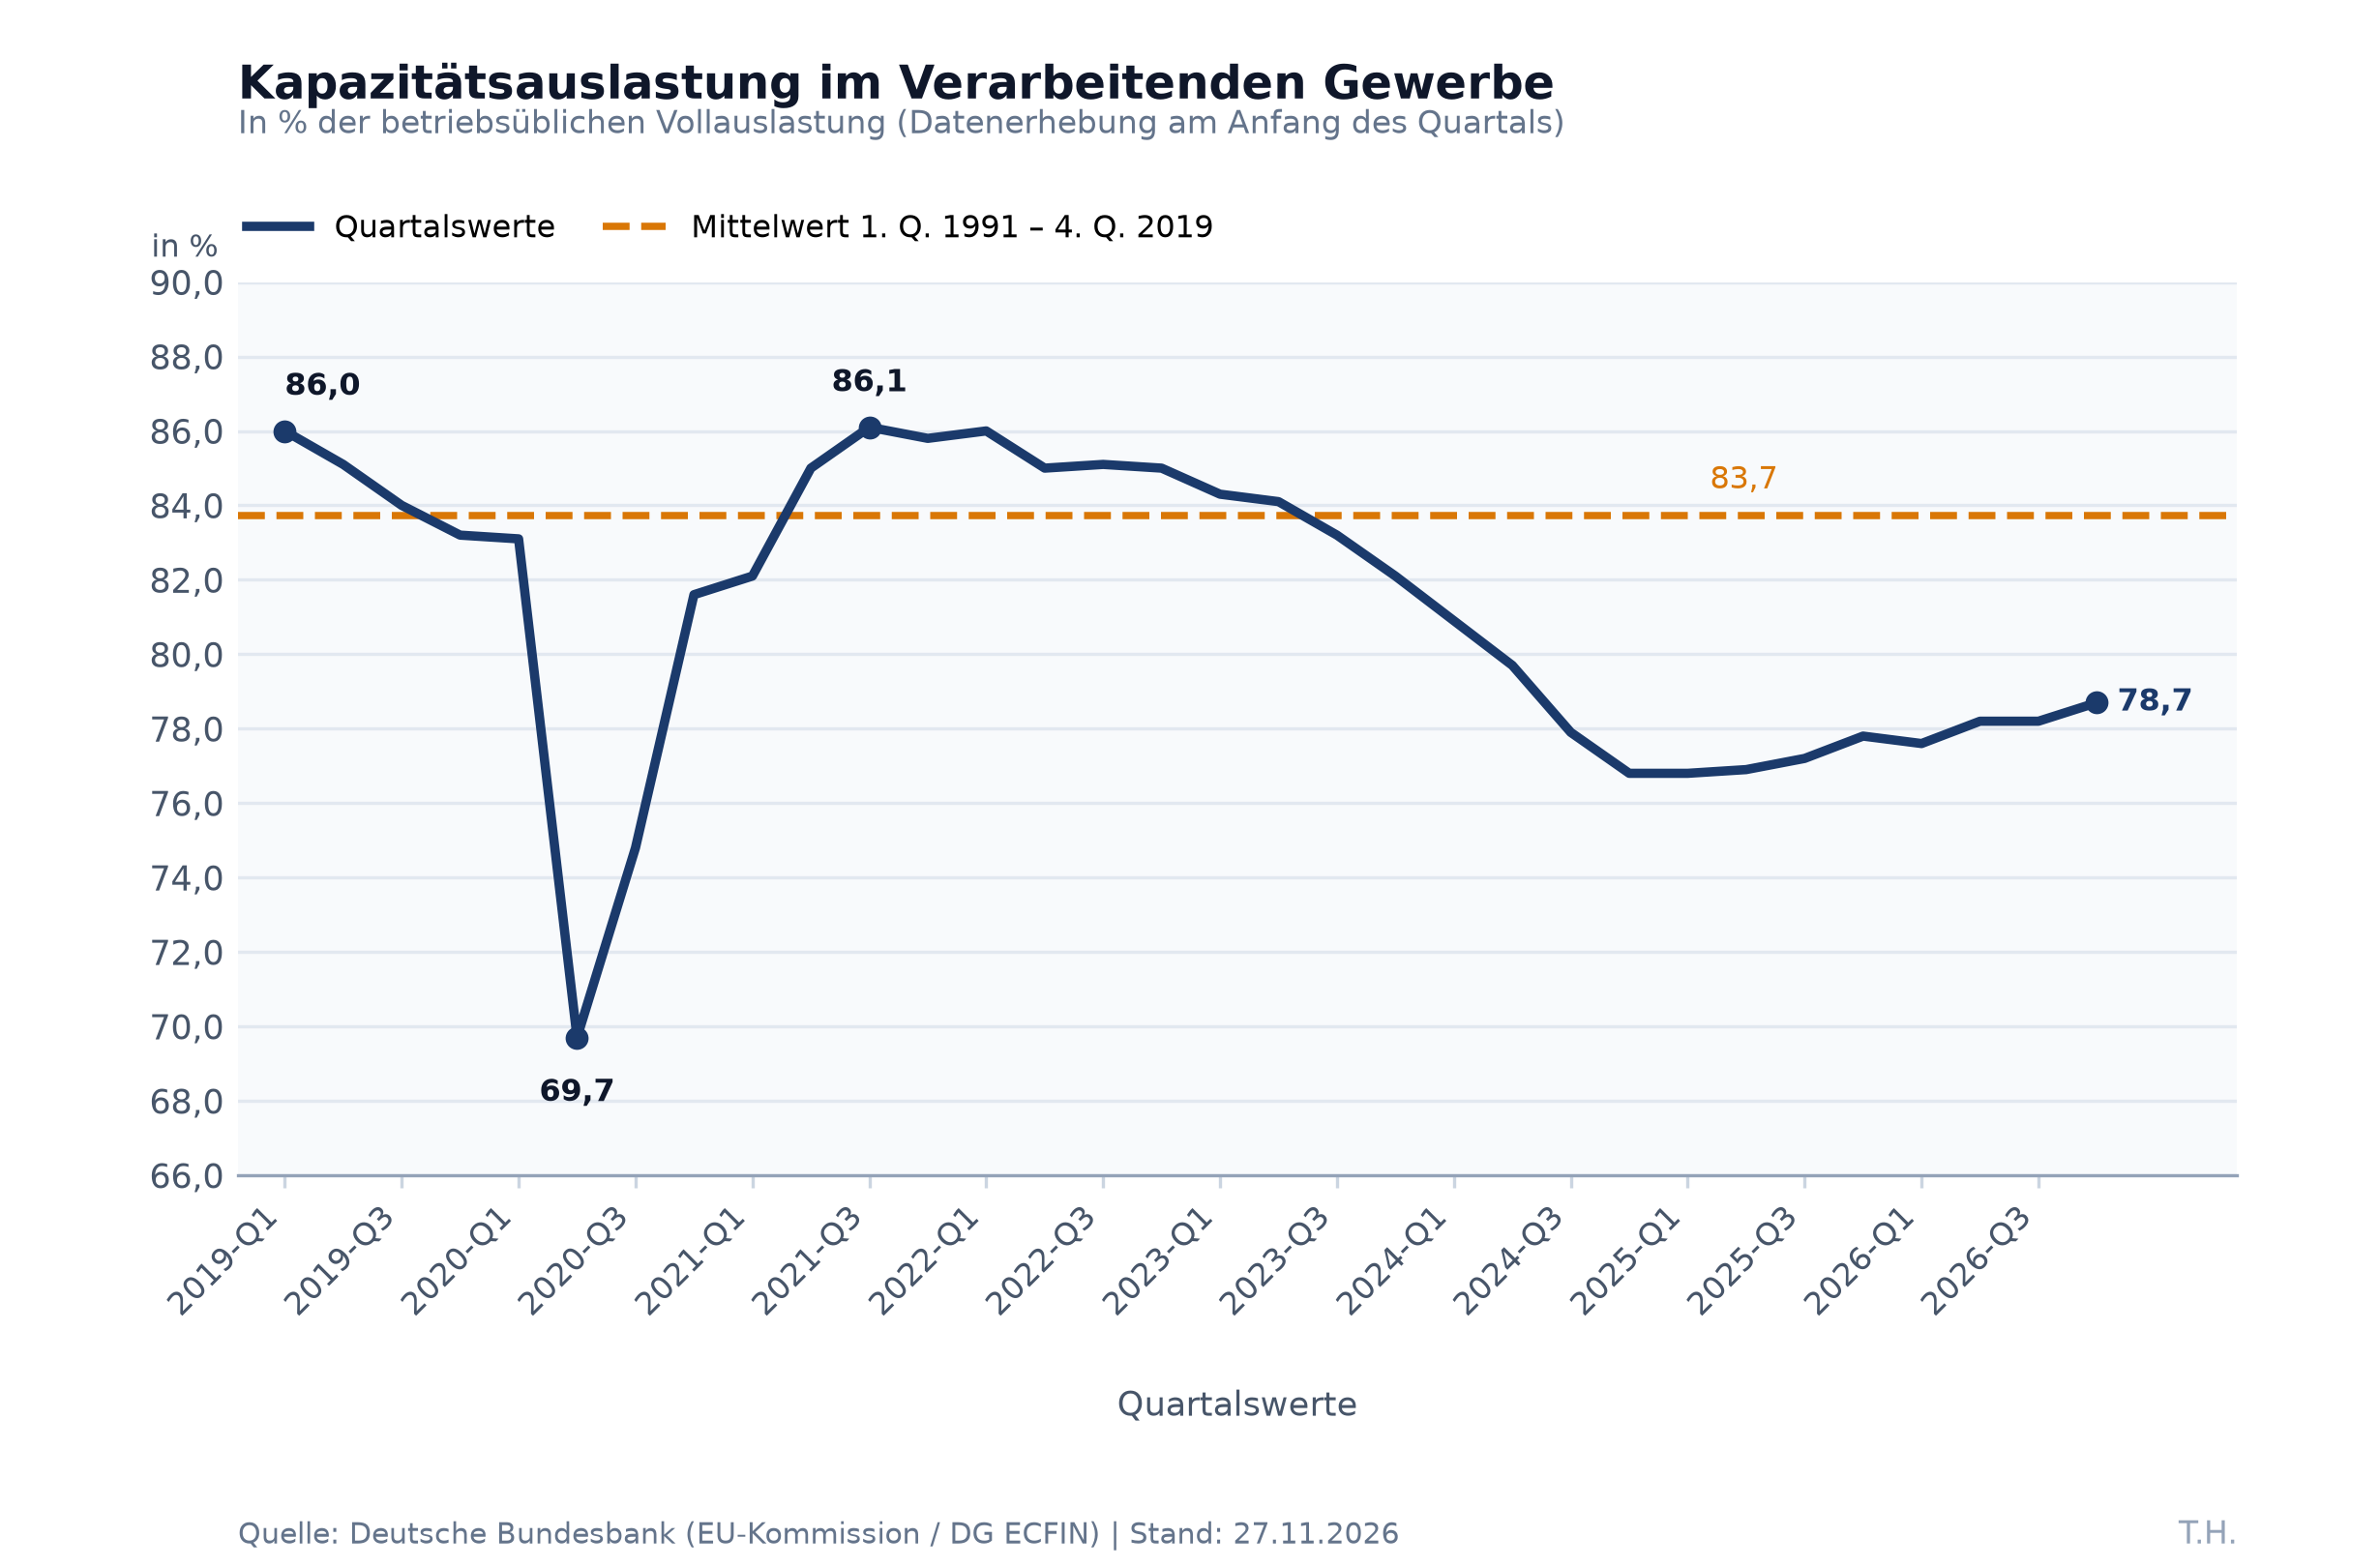 Kapazitätsauslastung im Verarbeitenden Gewerbe
In % der betriebsüblichen Vollauslastung (Datenerhebung am Anfang des Quartals)
Quartalswerte
Mittelwert 1. Q. 1991 – 4. Q. 2019
in %
90,0
88,0
86,0
84,0
82,0
80,0
78,0
76,0
74,0
72,0
70,0
68,0
66,0
86,0
86,1
83,7
78,7
69,7
2019-Q1
2019-Q3
2020-Q1
2020-Q3
2021-Q1
2021-Q3
2022-Q1
2022-Q3
2023-Q1
2023-Q3
2024-Q1
2024-Q3
2025-Q1
2025-Q3
2026-Q1
2026-Q3
Quartalswerte
Quelle: Deutsche Bundesbank (EU-Kommission / DG ECFIN) | Stand: 27.11.2026
T.H.